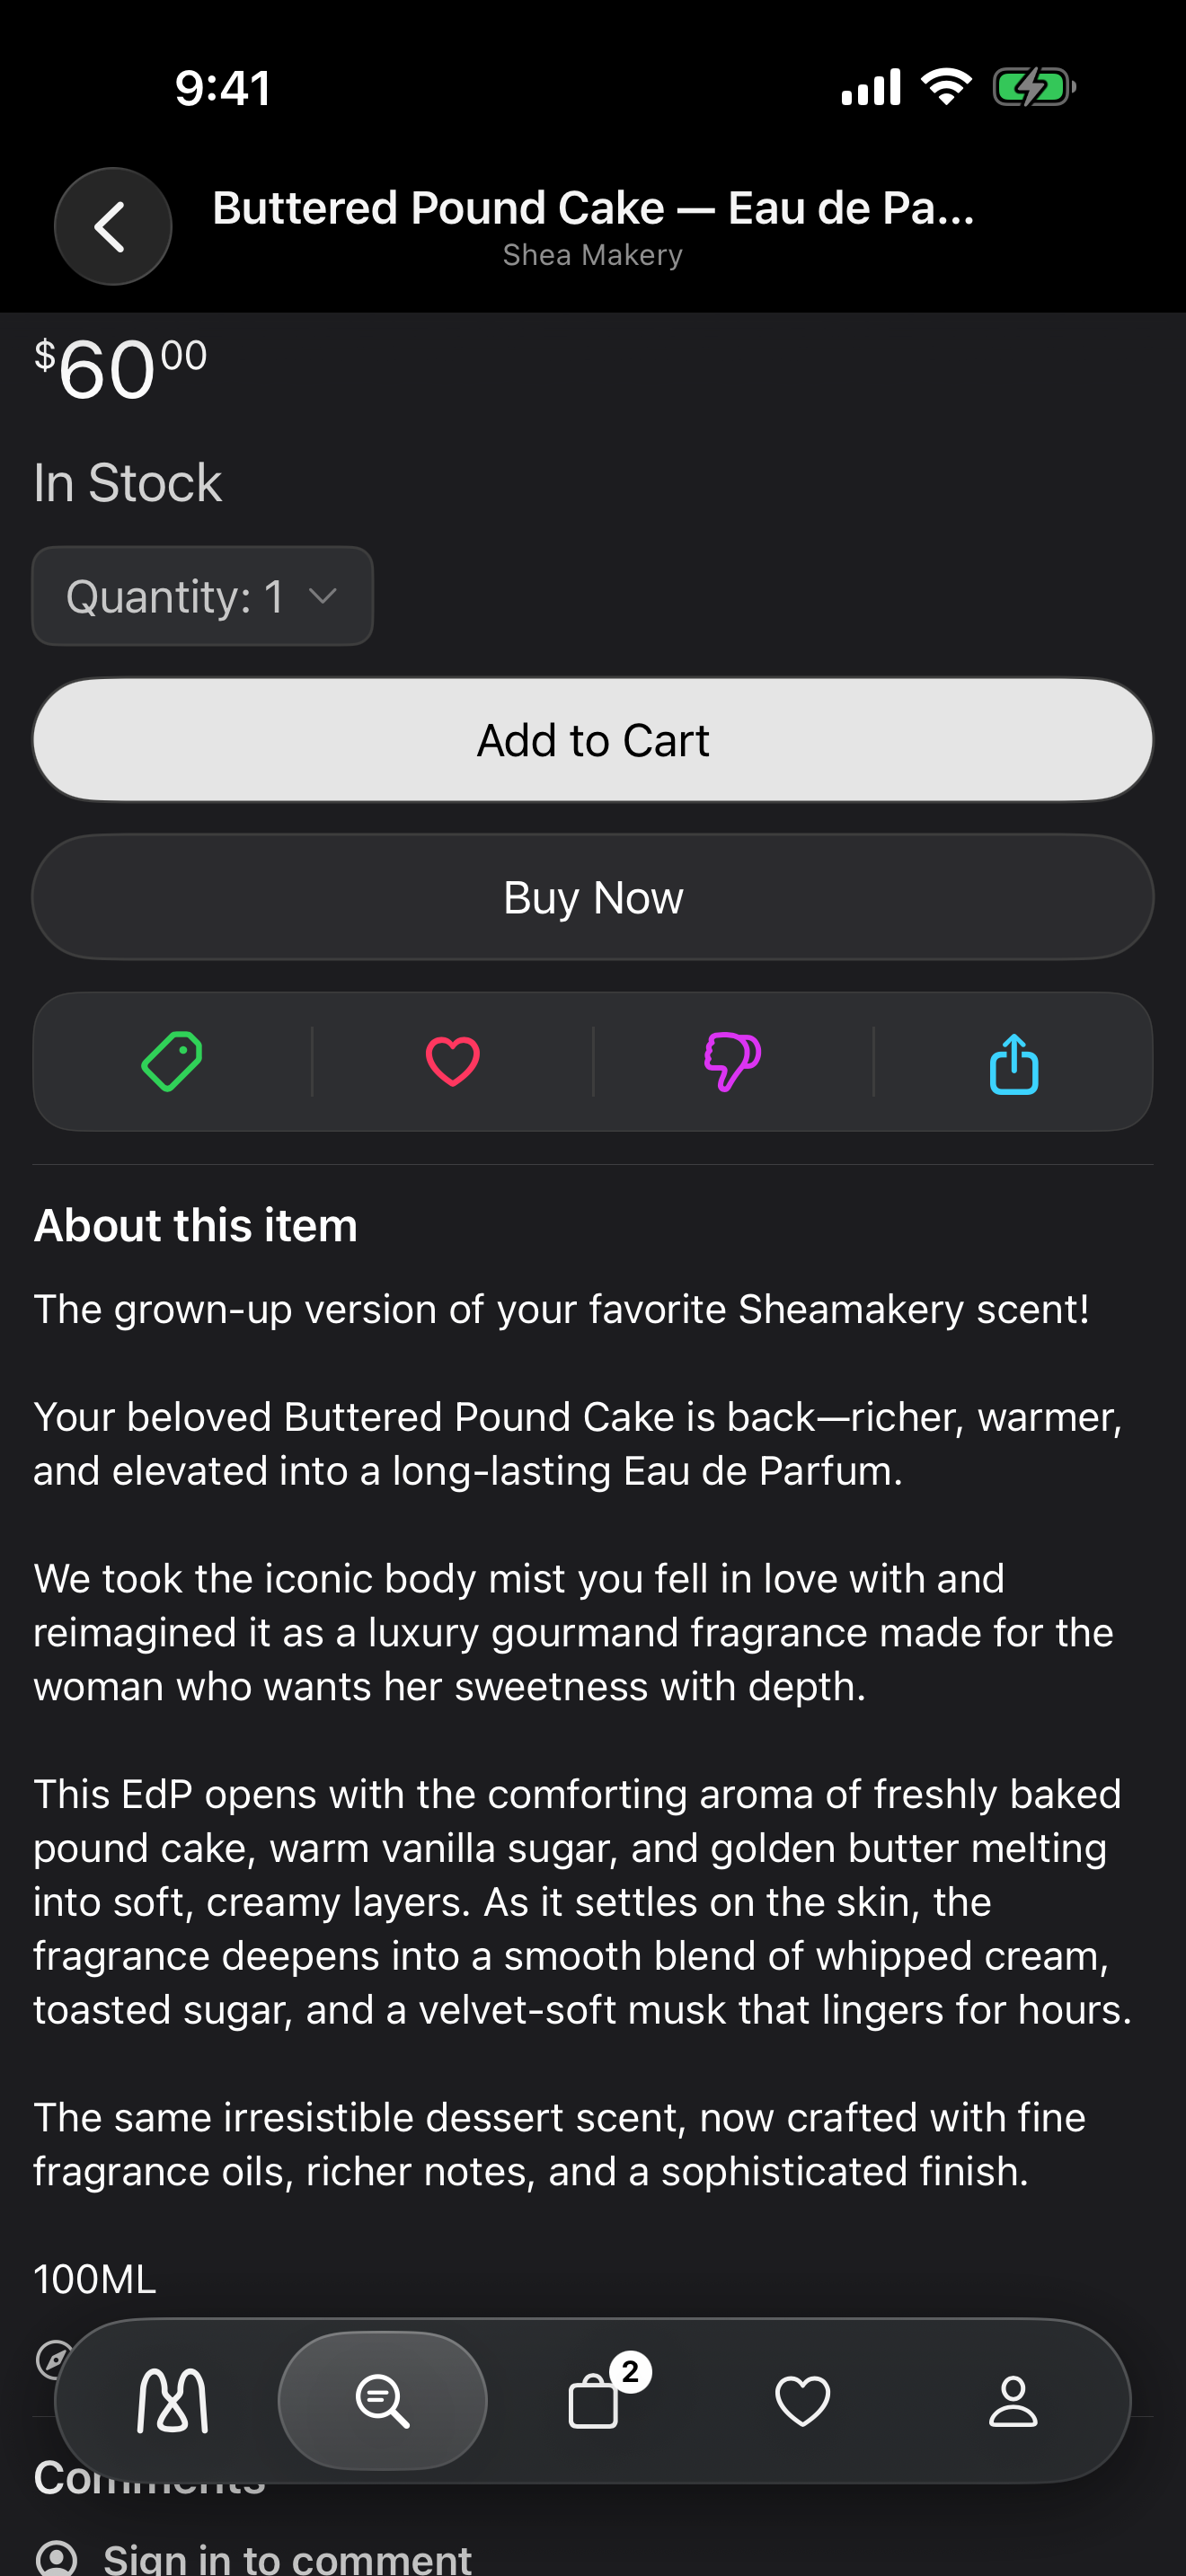 9:41
Buttered Pound Cake — Eau de Pa...
Shea Makery
$60.00
In Stock
Quantity: 1
Add to Cart
Buy Now
About this item
The grown-up version of your favorite Sheamakery scent!
Your beloved Buttered Pound Cake is back—richer, warmer,
and elevated into a long-lasting Eau de Parfum.
We took the iconic body mist you fell in love with and
reimagined it as a luxury gourmand fragrance made for the
woman who wants her sweetness with depth.
This EdP opens with the comforting aroma of freshly baked
pound cake, warm vanilla sugar, and golden butter melting
into soft, creamy layers. As it settles on the skin, the
fragrance deepens into a smooth blend of whipped cream,
toasted sugar, and a velvet-soft musk that lingers for hours.
The same irresistible dessert scent, now crafted with fine
fragrance oils, richer notes, and a sophisticated finish.
100ML
2
Comments
Sign in to comment